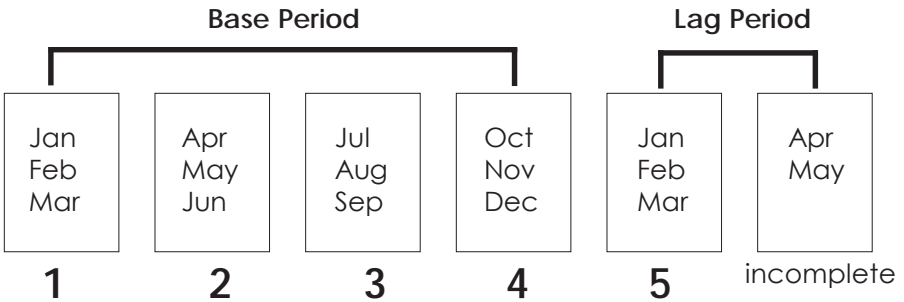 Base Period
Lag Period
Jan
Feb
Mar
Apr
May
Jun
Jul
Aug
Sep
Oct
Nov
Dec
Jan
Feb
Mar
Apr
May
1
2
3
4
5
incomplete